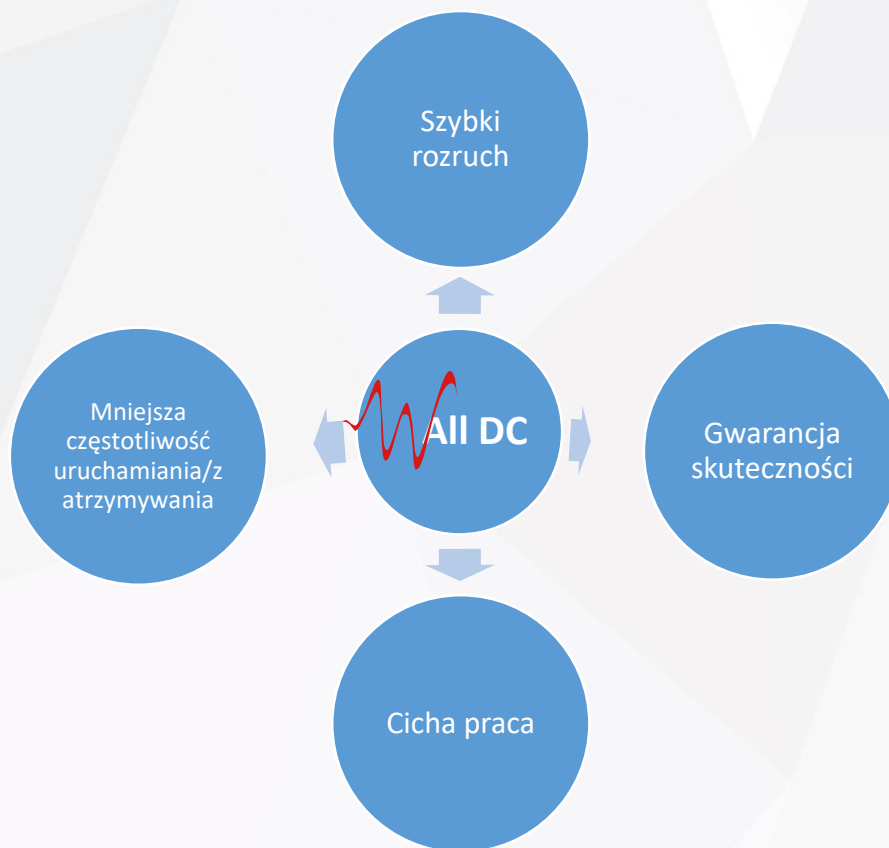 Szybki
rozruch
Mniejsza
częstotliwość
uruchamiania/z
atrzymywania
All DC
Gwarancja
skuteczności
Cicha praca